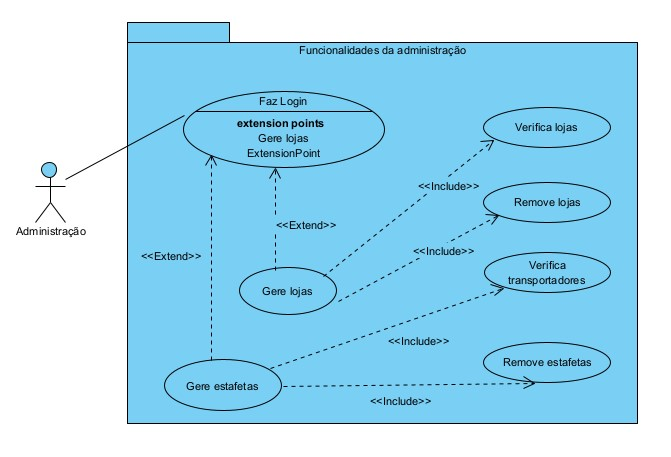 Funcionalidades da administração
Faz Login
extension points
Gere lojas
ExtensionPoint
Verifica lojas
<<Include>>
Remove lojas
Administração
<<Extend>>
<<Include>>
<<Extend>>
Verifica
transportadores
Gere lojas
<<Include>>
Remove estafetas
Gere estafetas
<<Include>>